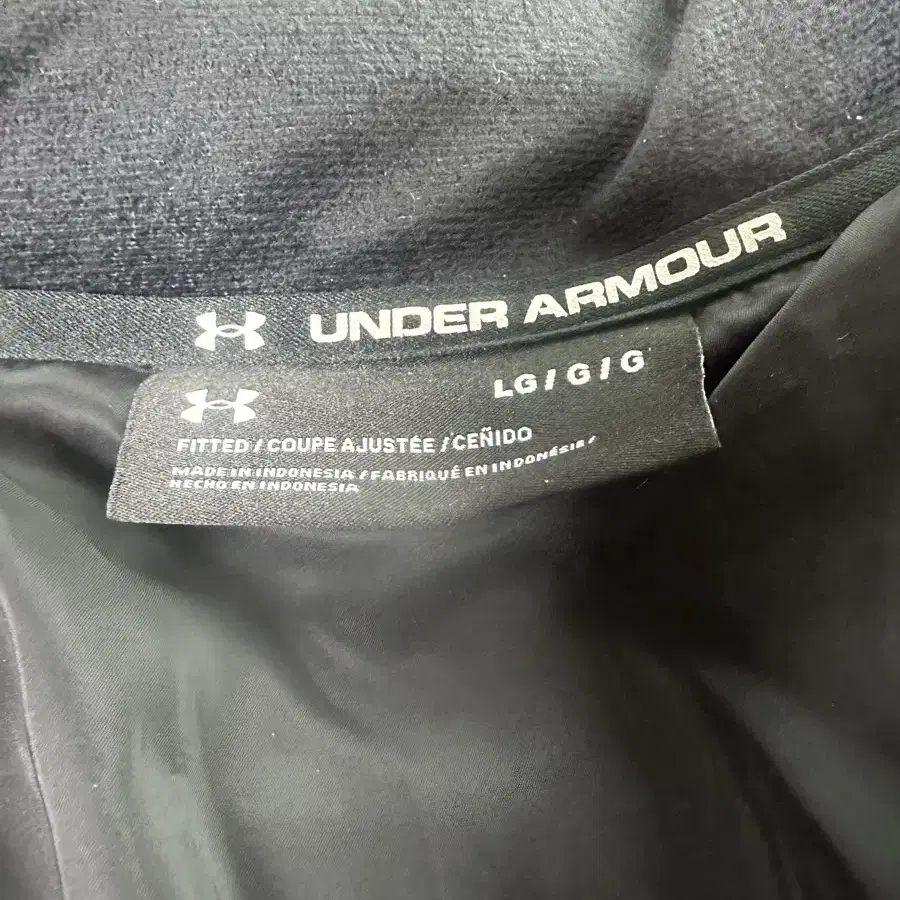 UNDER ARMOUR
LG / G / G
FITTED / COUPE AJUSTÉE / CEÑIDO
MADE IN INDONESIA / FABRIQUÉ EN INDONÉSIE /
HECHO EN INDONESIA